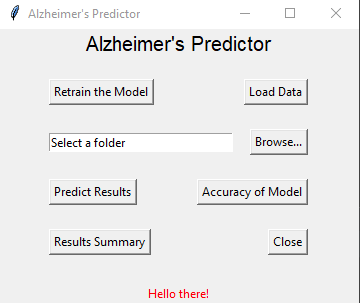 Alzheimer's Predictor
Alzheimer's Predictor
Retrain the Model Load Data
Select a folder Browse...
Predict Results Accuracy of Model
Results Summary Close
Hello there!